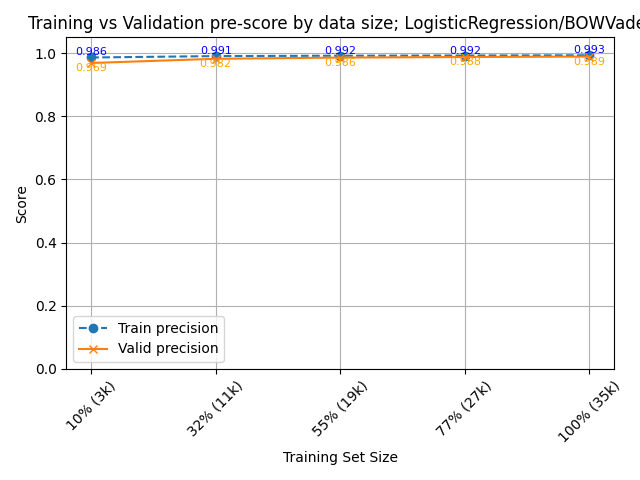 Training vs Validation pre-score by data size; LogisticRegression/BOWVade
0.986 0.991 0.992 0.992 0.993
0.969 0.982 0.986 0.988 0.989
1.0
0.8
0.6
0.4
0.2
0.0
Score
Train precision
Valid precision
10% (3k) 32% (11k) 55% (19k) 77% (27k) 100% (35k)
Training Set Size